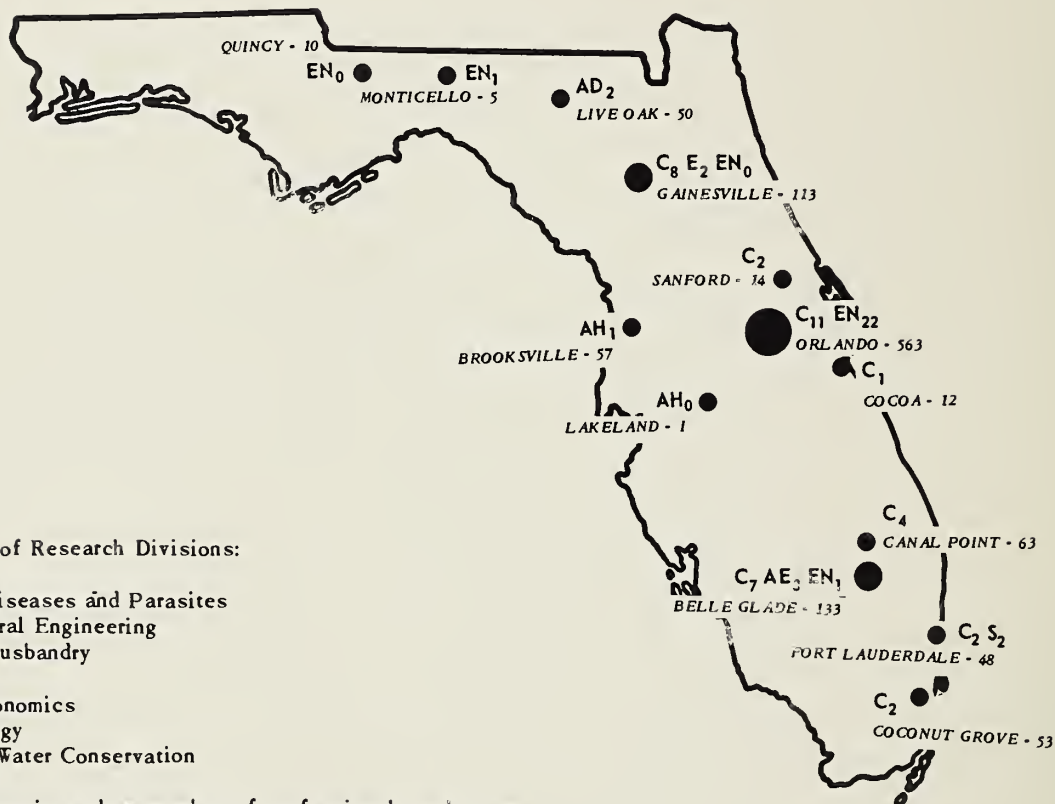 QUINCY - 10
EN₀
EN₁
MONTICELLO - 5
AD₂
LIVE OAK - 50
C₈ E₂ EN₀
GAINESVILLE - 113
C₂
SANFORD - 14
C₁₁ EN₂₂
ORLANDO - 563
AH₁
BROOKSVILLE - 57
C₁
COCOA - 12
AH₀
LAKELAND - 1
C₄
CANAL POINT - 63
C₇ AE₃ EN₁
BELLE GLADE - 133
C₂ S₂
FORT LAUDERDALE - 48
C₂
COCONUT GROVE - 53
of Research Divisions:
iseases and Parasites
ral Engineering
usbandry
onomics
gy
Water Conservation